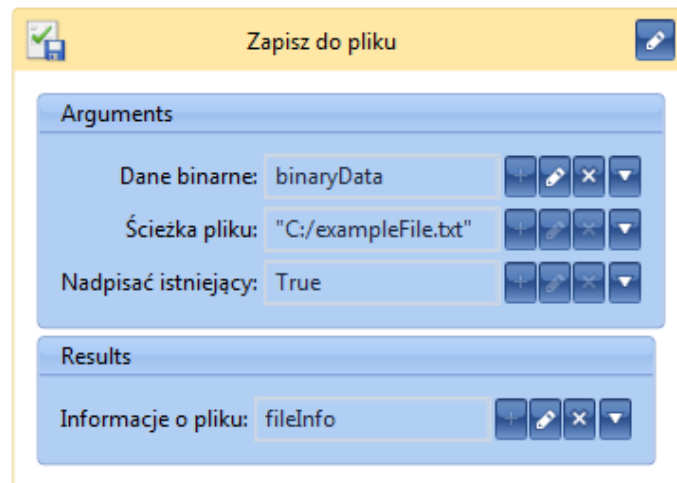 Zapisz do pliku
Arguments
Dane binarne: binaryData
Ścieżka pliku: "C:/exampleFile.txt"
Nadpisać istniejący: True
Results
Informacje o pliku: fileInfo